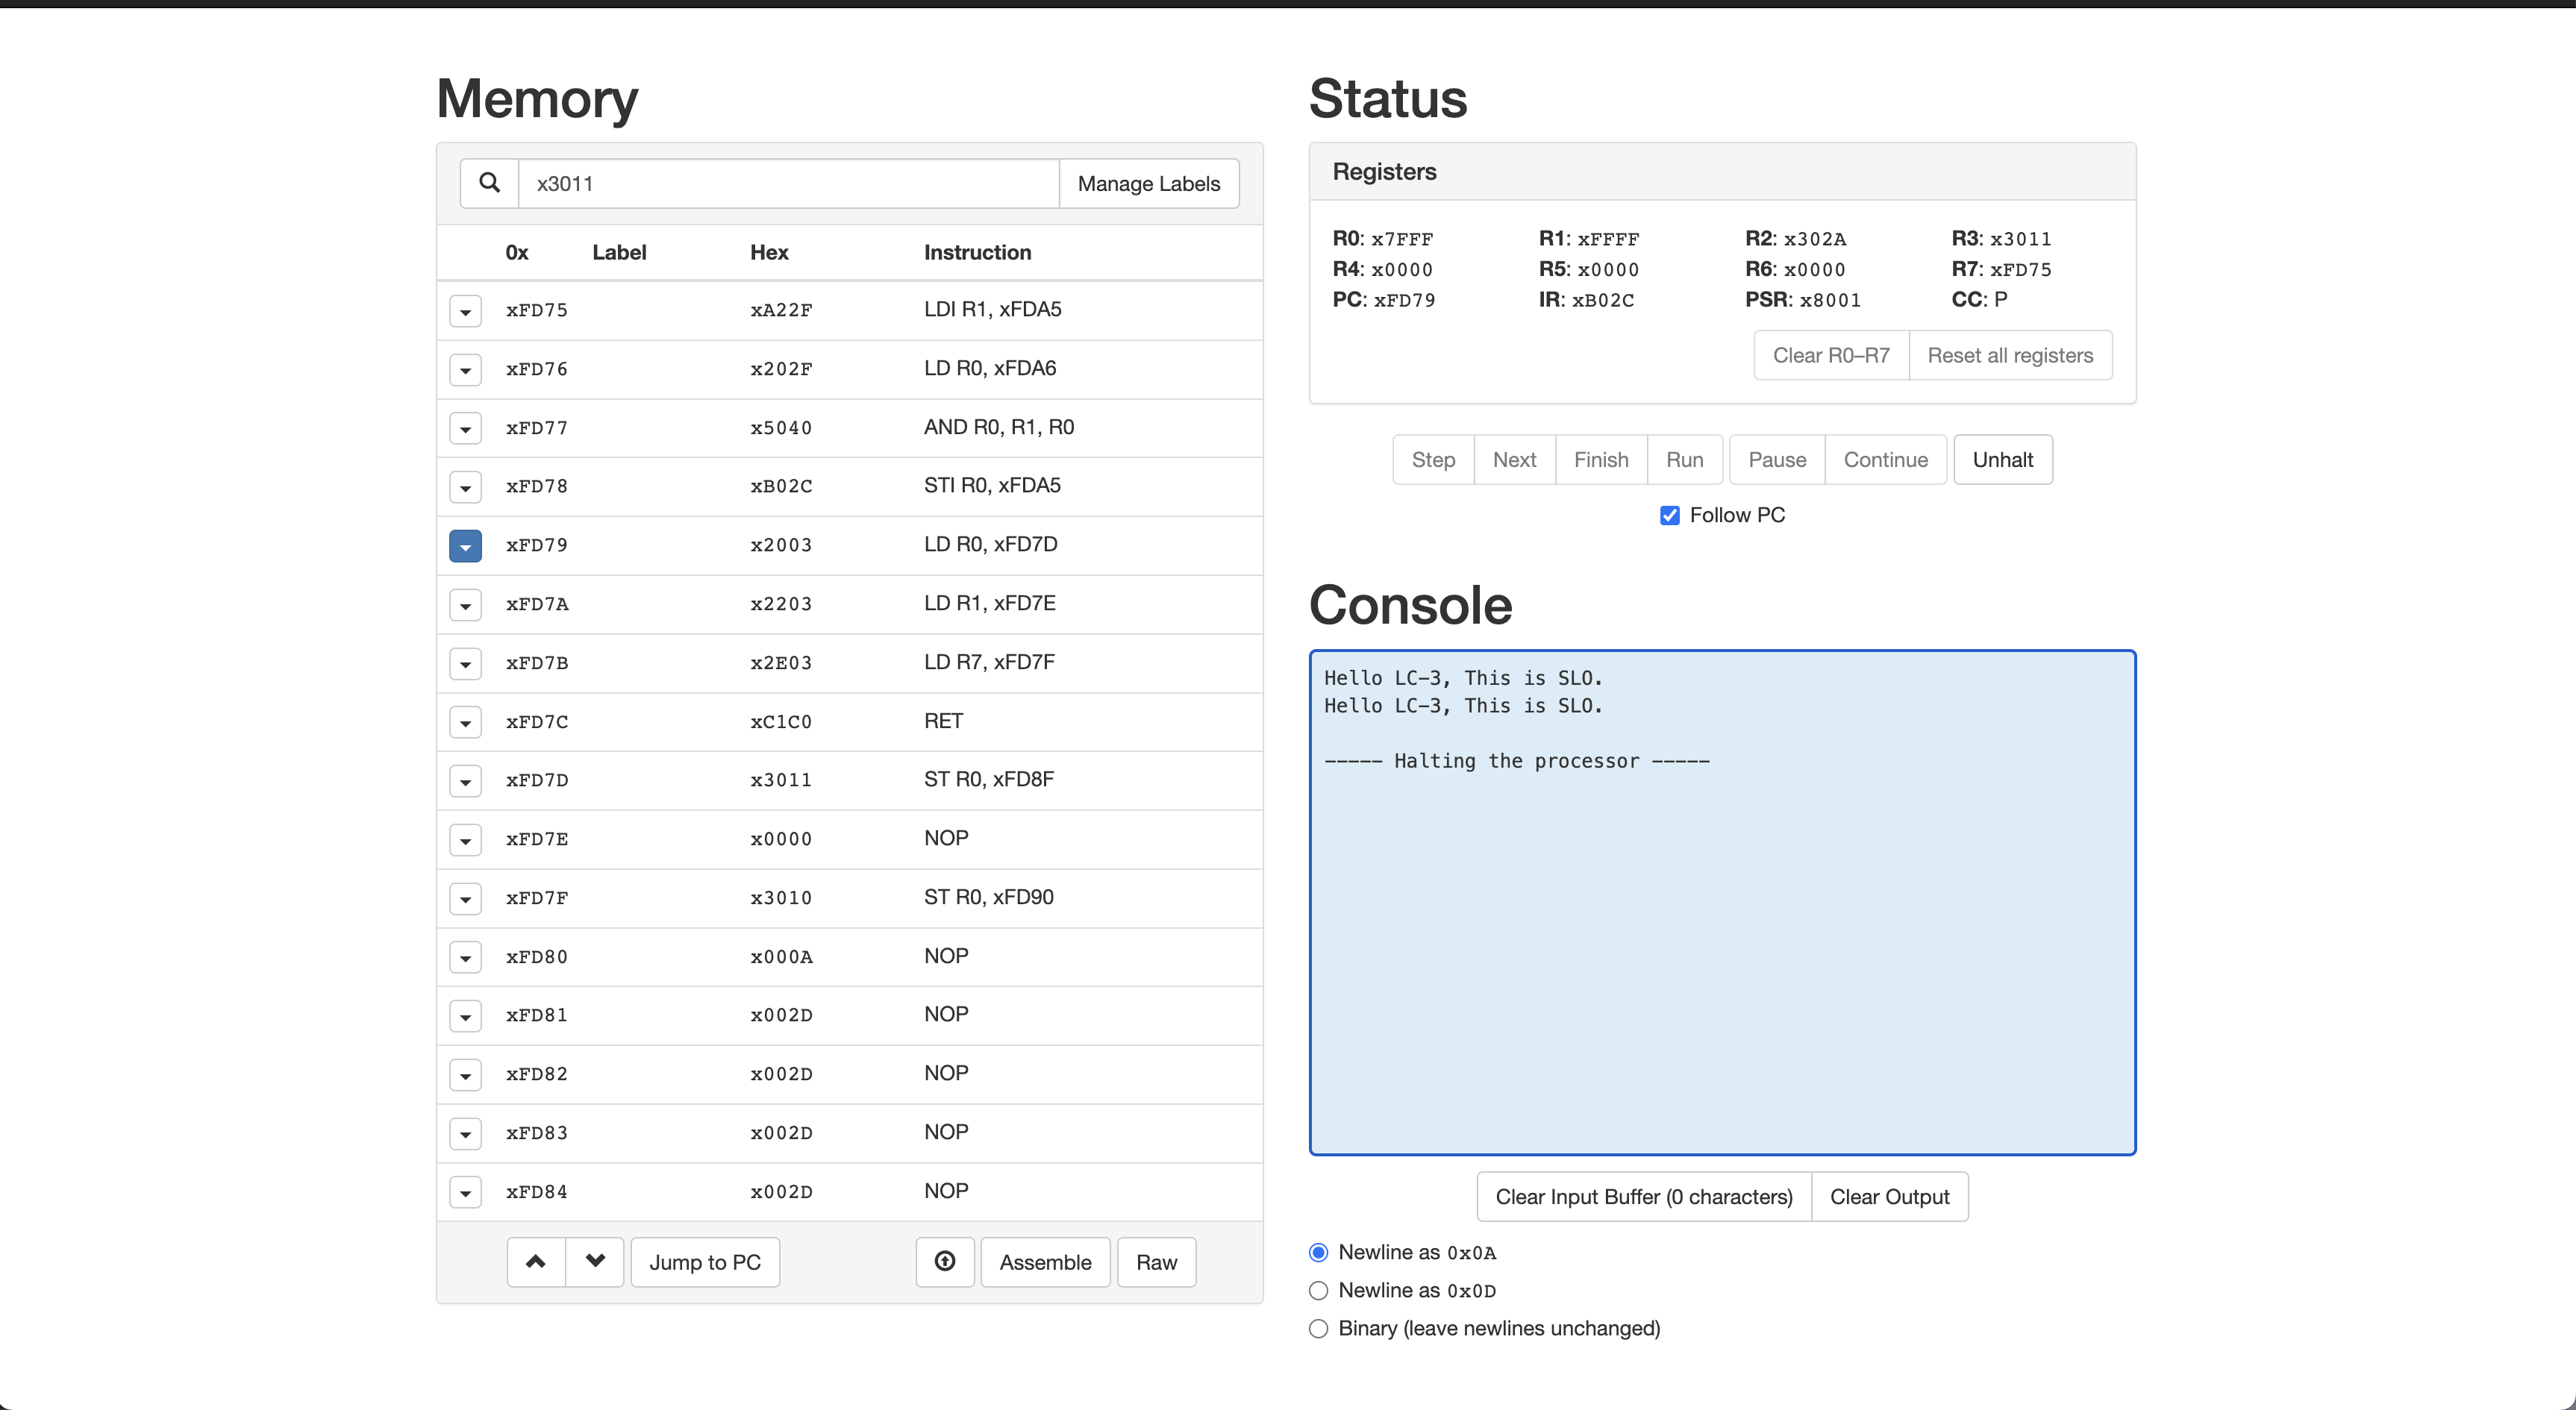 Memory
x3011
Manage Labels
0x Label Hex Instruction
xFD75 xA22F LDI R1, xFDA5
xFD76 x202F LD R0, xFDA6
xFD77 x5040 AND R0, R1, R0
xFD78 xB02C STI R0, xFDA5
xFD79 x2003 LD R0, xFD7D
xFD7A x2203 LD R1, xFD7E
xFD7B x2E03 LD R7, xFD7F
xFD7C xC1C0 RET
xFD7D x3011 ST R0, xFD8F
xFD7E x0000 NOP
xFD7F x3010 ST R0, xFD90
xFD80 x000A NOP
xFD81 x002D NOP
xFD82 x002D NOP
xFD83 x002D NOP
xFD84 x002D NOP
Jump to PC Assemble Raw
Status
Registers
R0: x7FFF R1: xFFFF R2: x302A R3: x3011
R4: x0000 R5: x0000 R6: x0000 R7: xFD75
PC: xFD79 IR: xB02C PSR: x8001 CC: P
Clear R0–R7 Reset all registers
Step Next Finish Run Pause Continue Unhalt
Follow PC
Console
Hello LC-3, This is SLO.
Hello LC-3, This is SLO.
----- Halting the processor -----
Clear Input Buffer (0 characters) Clear Output
Newline as 0x0A
Newline as 0x0D
Binary (leave newlines unchanged)